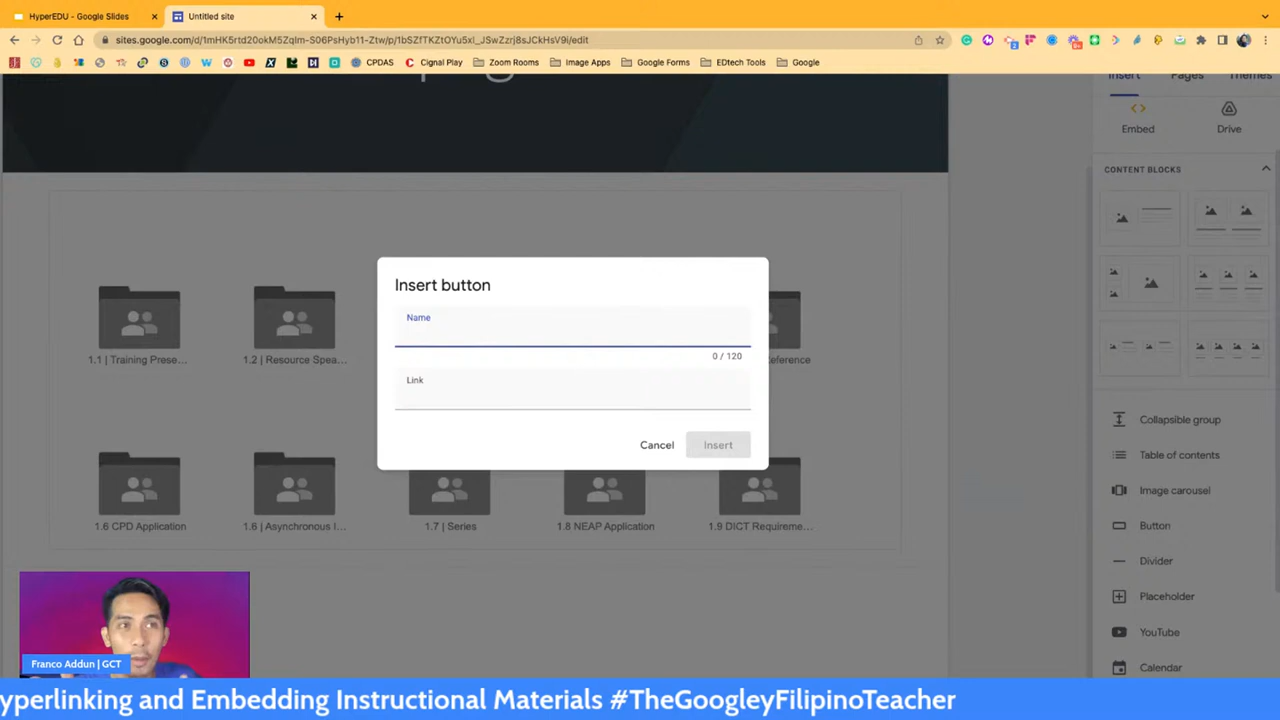 HyperEDU - Google Slides
Untitled site
sites.google.com/d/1mHK5rtd20okM5Zqlm-S06PsHyb11-Ztw/p/1bSZfTKZtOYu5xl_JSwZzrj8sJCkHsV9i/edit
CPDAS
Cignal Play
Zoom Rooms
Image Apps
Google Forms
EDtech Tools
Google
Insert
Pages
Themes
Embed
Drive
CONTENT BLOCKS
Insert button
Name
0 / 120
Link
Cancel
Insert
1.1 | Training Prese...
1.2 | Resource Spea...
eference
1.6 CPD Application
1.6 | Asynchronous I...
1.7 | Series
1.8 NEAP Application
1.9 DICT Requireme...
Collapsible group
Table of contents
Image carousel
Button
Divider
Placeholder
YouTube
Calendar
Franco Addun | GCT
yperlinking and Embedding Instructional Materials #TheGoogleyFilipinoTeacher